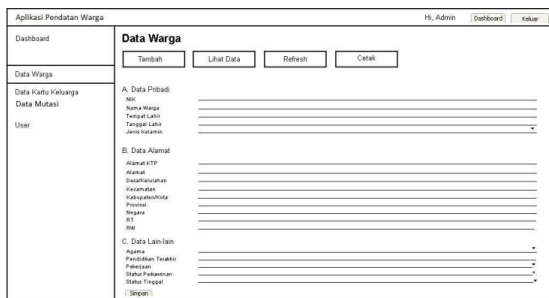 Aplikasi Pendatan Warga
Hi, Admin
Dashboard
Keluar
Dashboard
Data Warga
Data Kartu Keluarga
Data Mutasi
User
Data Warga
Tambah
Lihat Data
Refresh
Cetak
A. Data Pribadi
NIK
Nama Warga
Tempat Lahir
Tanggal Lahir
Jenis Kelamin
B. Data Alamat
Alamat KTP
Alamat
Desa/Kelurahan
Kecamatan
Kabupaten/Kota
Provinsi
Negara
RT
RW
C. Data Lain-lain
Agama
Pendidikan Terakhir
Pekerjaan
Status Perkawinan
Status Tinggal
Simpan